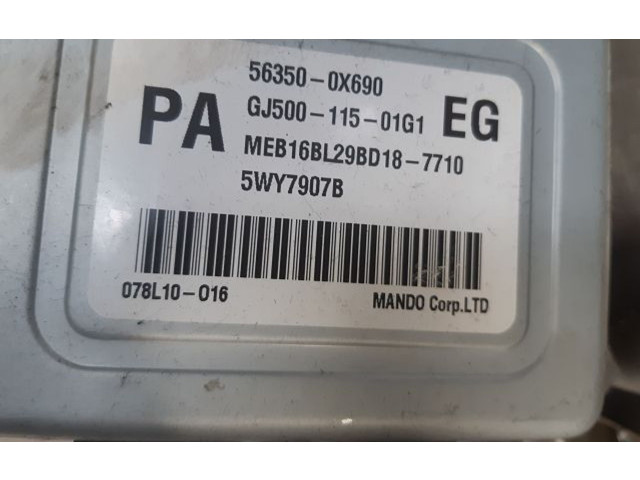 56350-0X690
PA GJ500-115-01G1 EG
MEB16BL29BD18-7710
5WY7907B
078L10-016 MANDO Corp.LTD